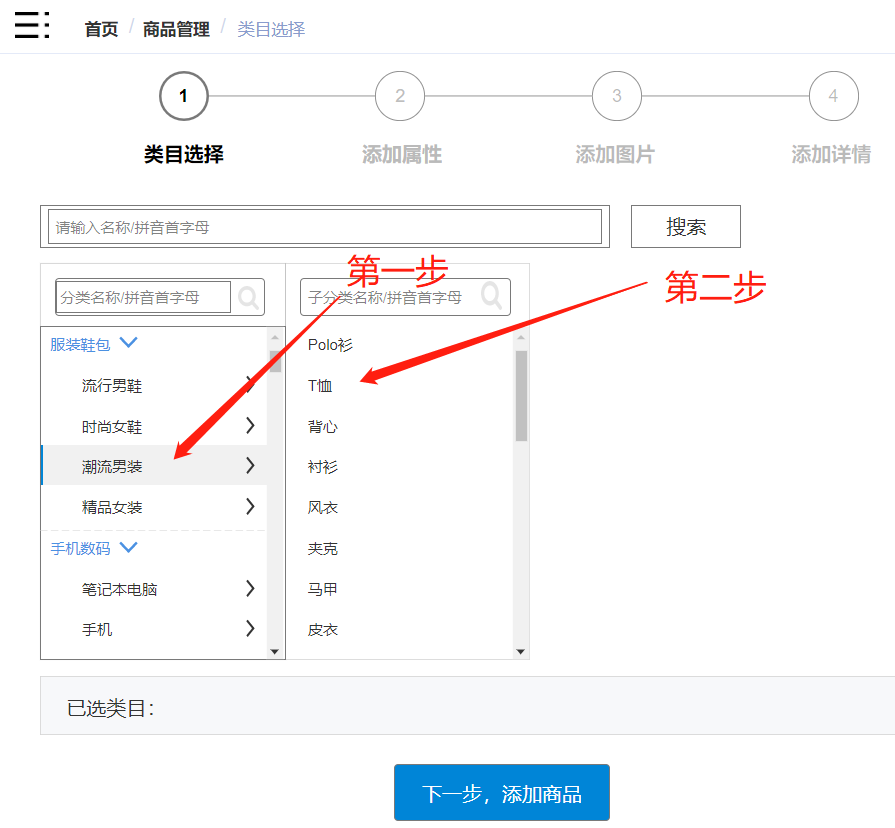 首页 / 商品管理 / 类目选择
1 2 3 4
类目选择 添加属性 添加图片 添加详情
请输入名称/拼音首字母 搜索
第一步
第二步
分类名称/拼音首字母 子分类名称/拼音首字母
服装鞋包 Polo衫
流行男鞋 T恤
时尚女鞋 背心
潮流男装 衬衫
精品女装 风衣
手机数码 夹克
笔记本电脑 马甲
手机 皮衣
已选类目：
下一步，添加商品